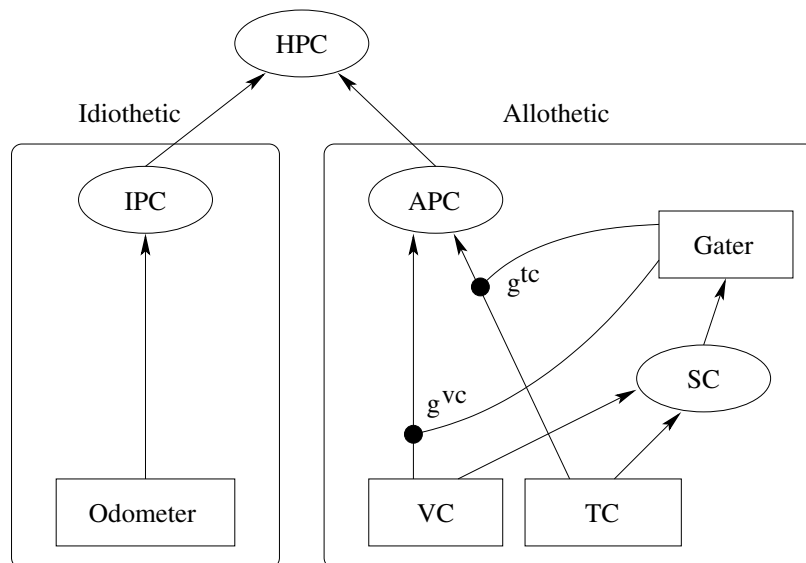 HPC
Idiothetic
Allothetic
IPC
APC
Gater
g^tc
SC
g^vc
Odometer
VC
TC